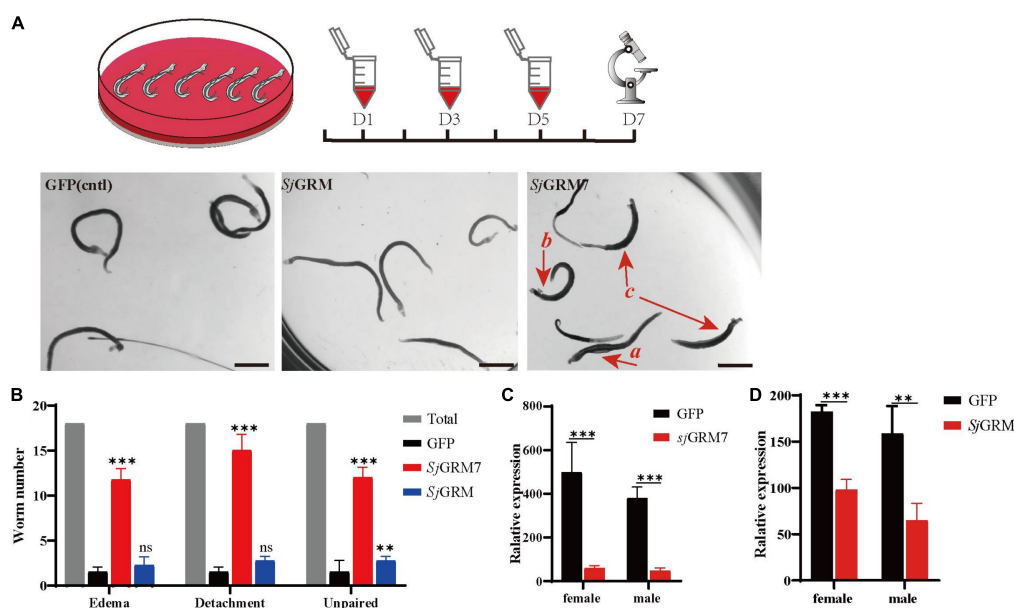 A
D1 D3 D5 D7
GFP(cntl) SjGRM SjGRM7
b
c
a
B
Worm number
20
15
10
5
0
Total
GFP
SjGRM7
SjGRM
*** ns
*** ns
*** **
Edema Detachment Unpaired
C
Ralative expression
800
600
400
200
0
GFP
sjGRM7
***
***
female male
D
Ralative expression
200
150
100
50
0
GFP
SjGRM
***
**
female male